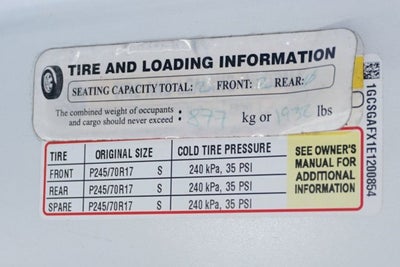 TIRE AND LOADING INFORMATION
SEATING CAPACITY TOTAL: FRONT: REAR:
The combined weight of occupants
and cargo should never exceed : 877 kg or 1932 lbs
TIRE ORIGINAL SIZE COLD TIRE PRESSURE
FRONT P245/70R17 S 240 kPa, 35 PSI
REAR P245/70R17 S 240 kPa, 35 PSI
SPARE P245/70R17 S 240 kPa, 35 PSI
SEE OWNER'S
MANUAL FOR
ADDITIONAL
INFORMATION
1GCSGAFX1E1200854